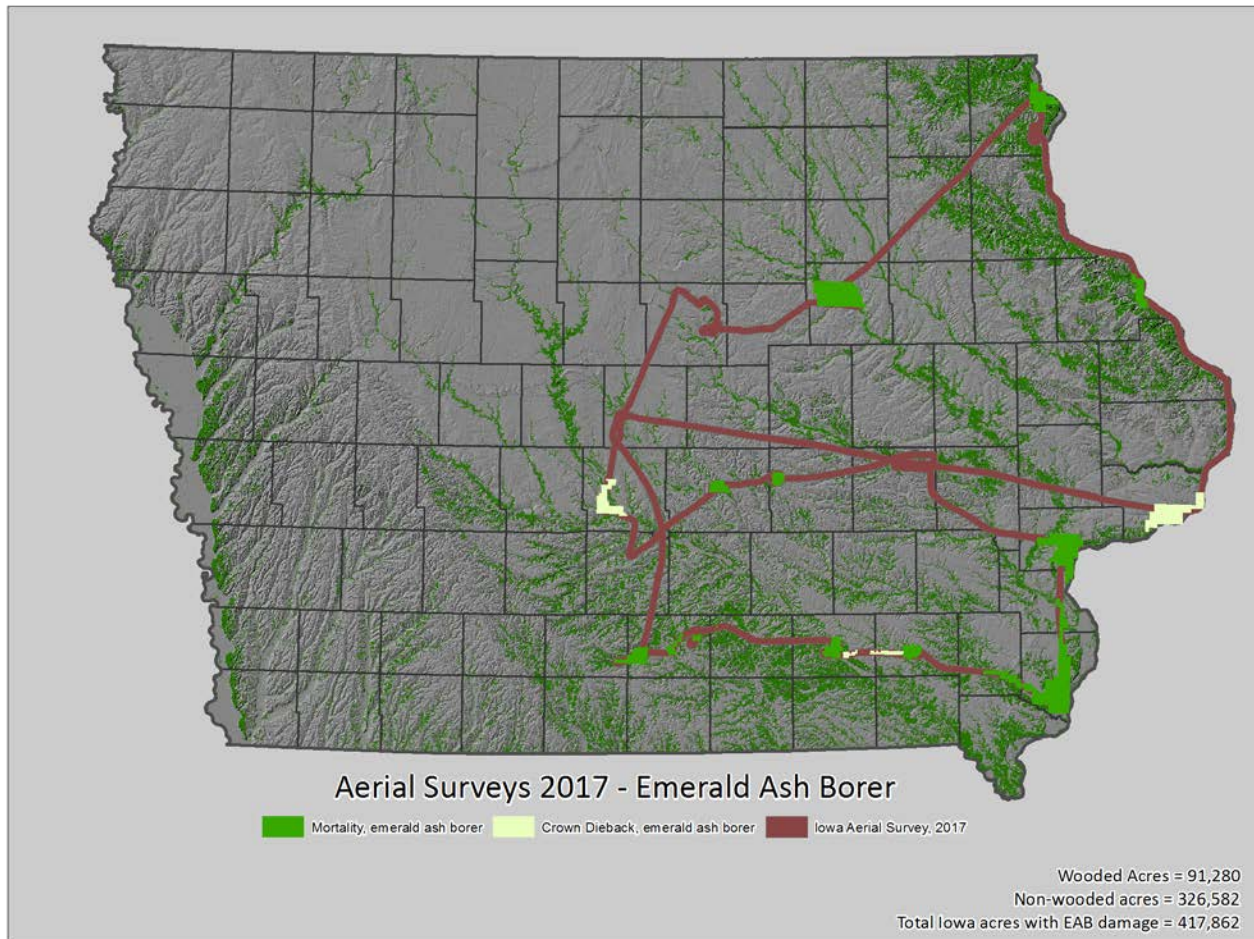 Aerial Surveys 2017 - Emerald Ash Borer
Mortality, emerald ash borer
Crown Dieback, emerald ash borer
Iowa Aerial Survey, 2017
Wooded Acres = 91,280
Non-wooded acres = 326,582
Total Iowa acres with EAB damage = 417,862